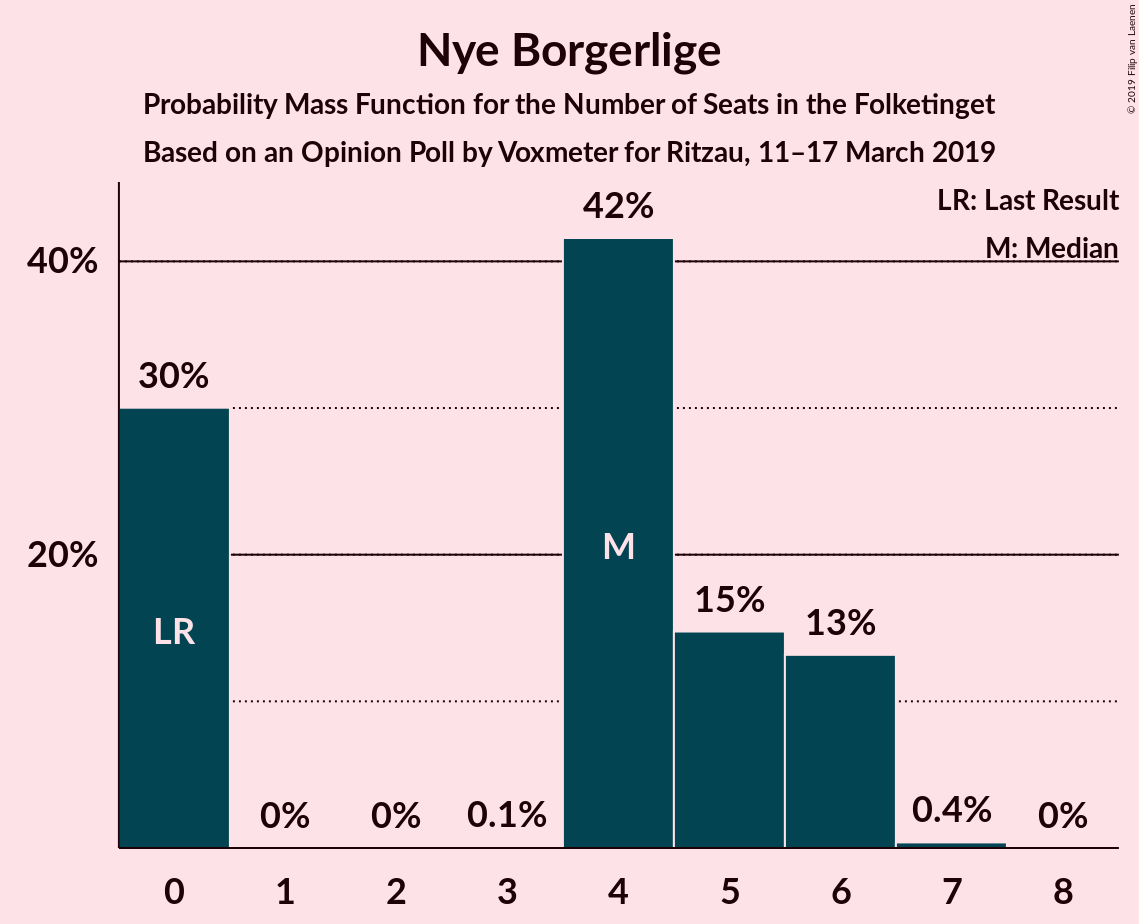 Nye Borgerlige
Probability Mass Function for the Number of Seats in the Folketinget
Based on an Opinion Poll by Voxmeter for Ritzau, 11–17 March 2019
© 2019 Filip van Laenen
LR: Last Result
M: Median
42%
40%
30%
M
20%
15%
13%
LR
0%
0%
0.1%
0.4%
0%
0 1 2 3 4 5 6 7 8